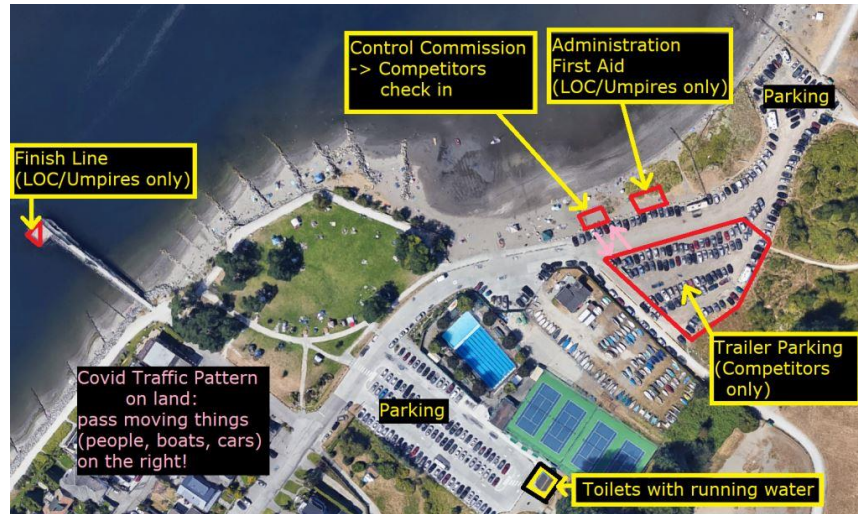 Control Commission
-> Competitors
check in
Administration
First Aid
(LOC/Umpires only)
Parking
Finish Line
(LOC/Umpires only)
Trailer Parking
(Competitors
only)
Covid Traffic Pattern
on land:
pass moving things
(people, boats, cars)
on the right!
Parking
Toilets with running water